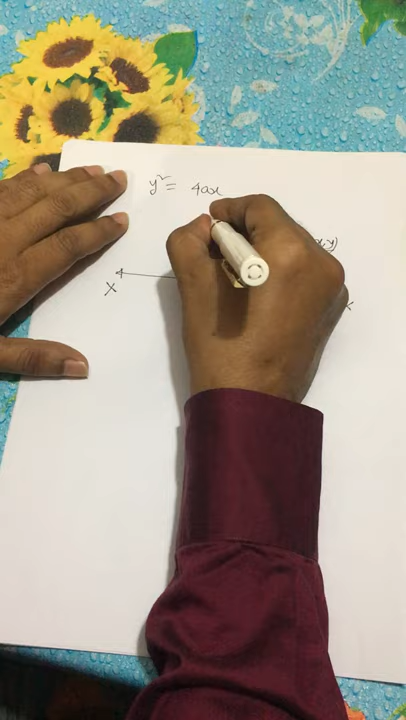 y² = 4ax
x,y)
X
X